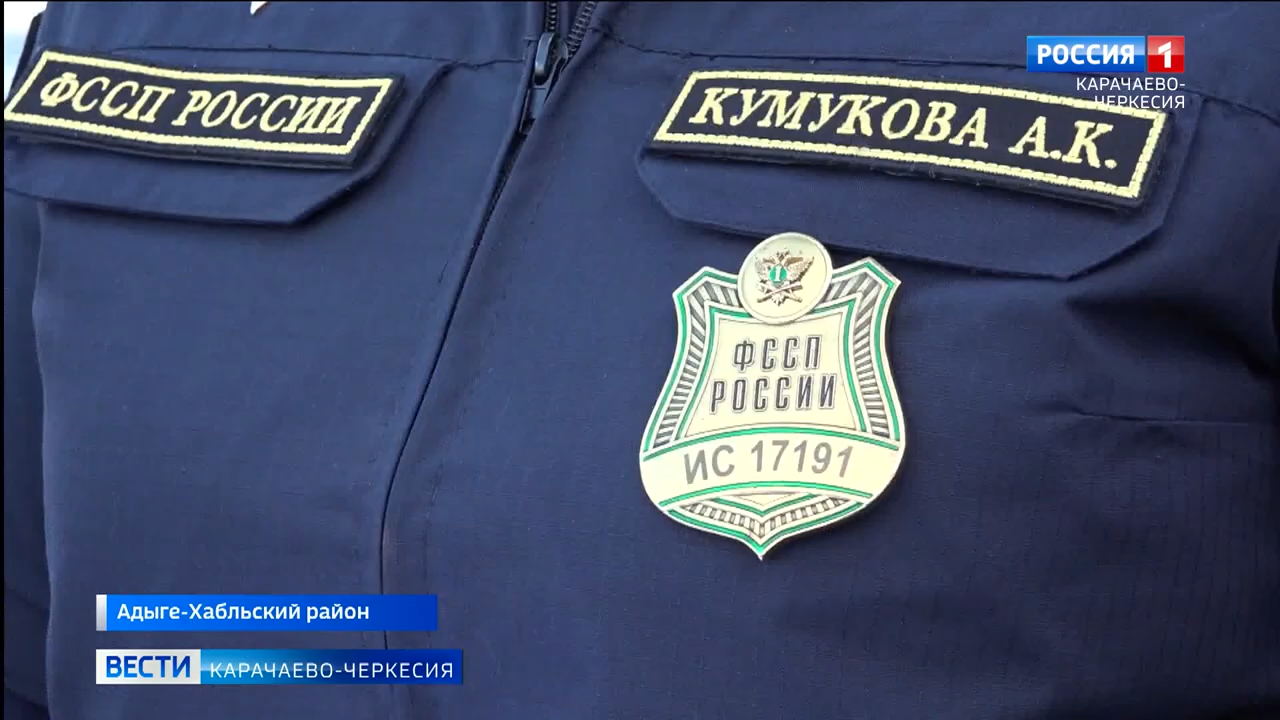 РОССИЯ 1
КАРАЧАЕВО-
ЧЕРКЕСИЯ
ФССП РОССИИ
КУМУКОВА А.К.
ФССП
РОССИИ
ИС 17191
Адыге-Хабльский район
ВЕСТИ КАРАЧАЕВО-ЧЕРКЕСИЯ